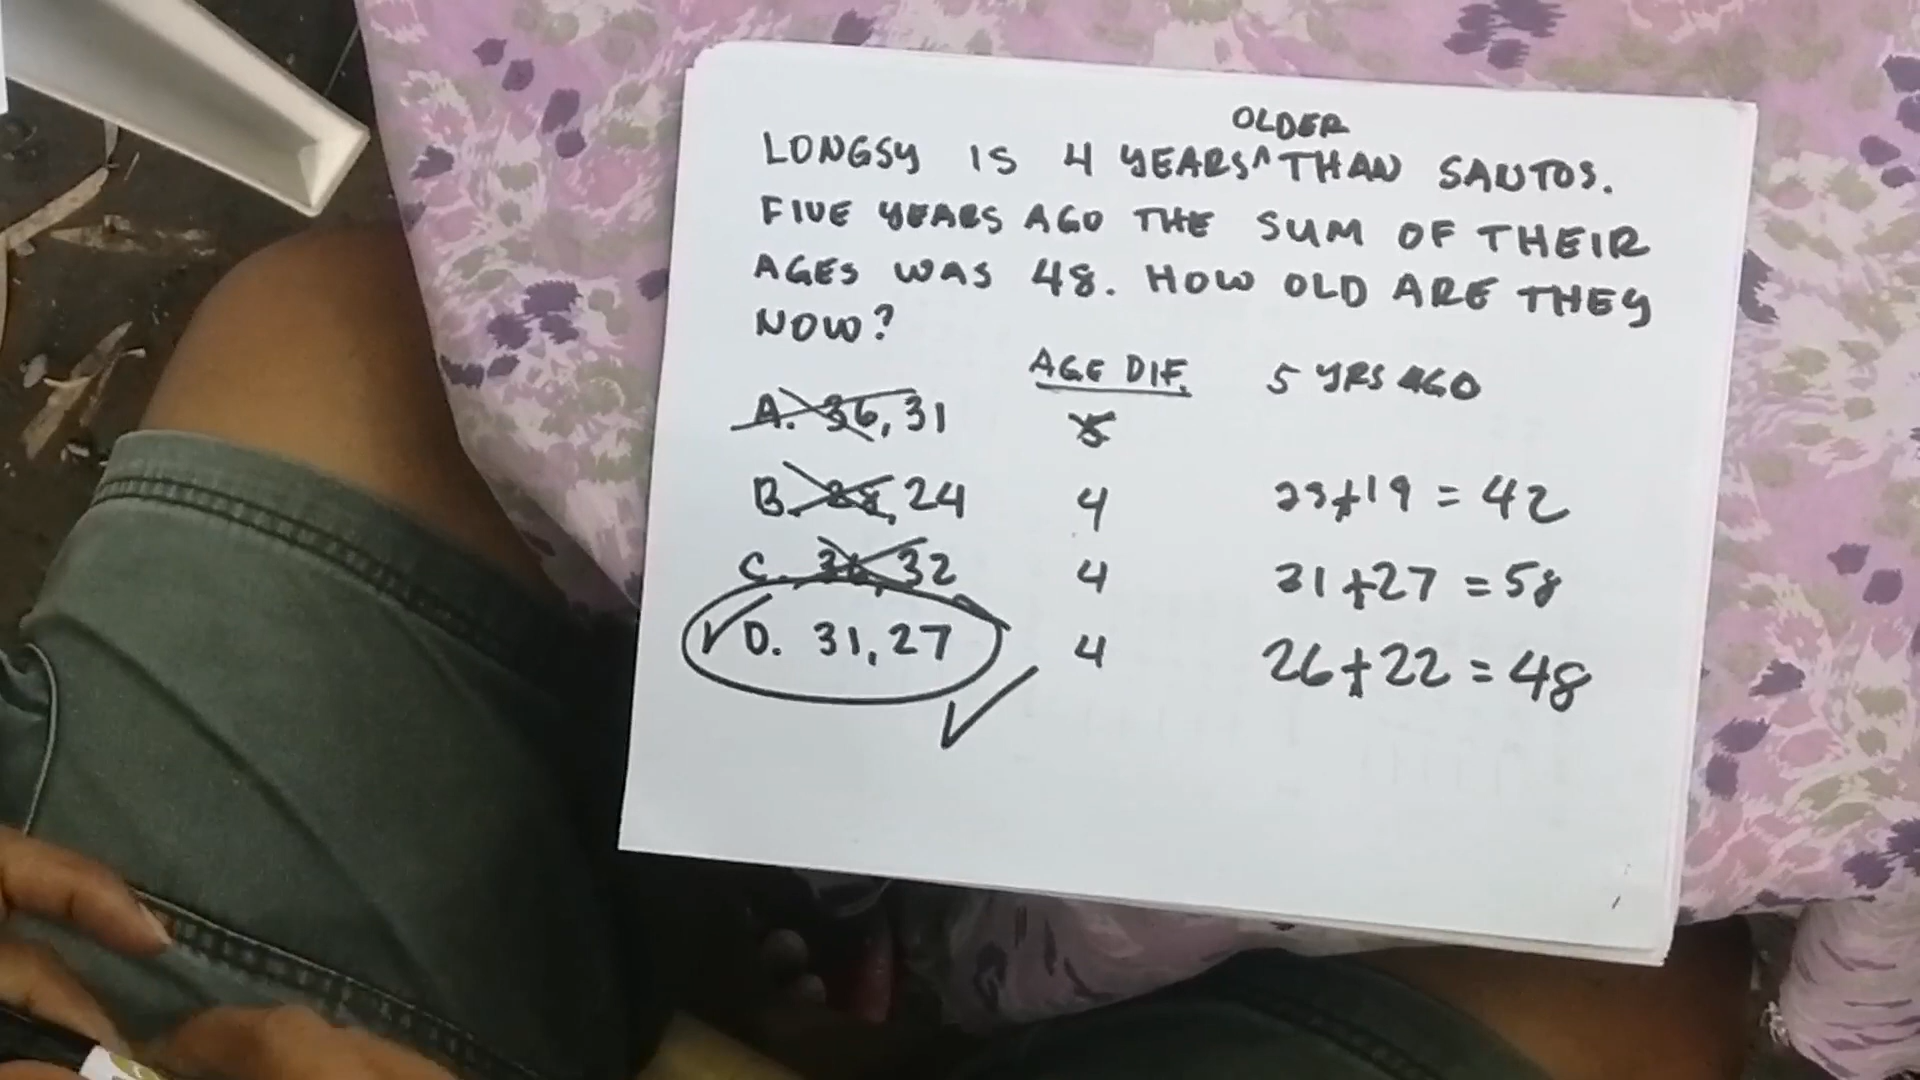 OLDER
LONGSY IS 4 YEARS^THAN SANTOS.
FIVE YEARS AGO THE SUM OF THEIR
AGES WAS 48. HOW OLD ARE THEY
NOW?
AGE DIF. 5 YRS AGO
A. 36, 31 5
B. 28, 24 4 23+19 = 42
C. 36, 32 4 31+27 = 58
D. 31, 27 4 26+22 = 48